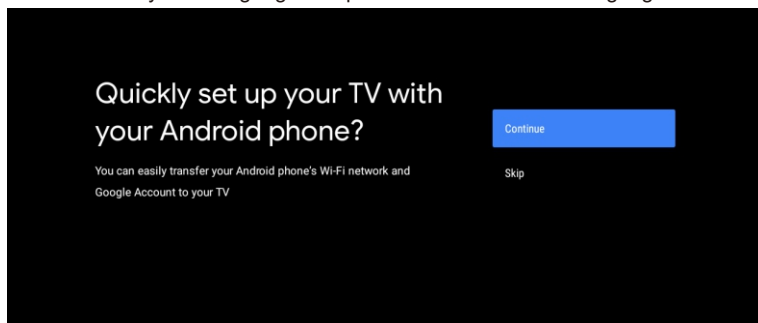 Quickly set up your TV with
your Android phone?
You can easily transfer your Android phone's Wi-Fi network and
Google Account to your TV
Continue
Skip